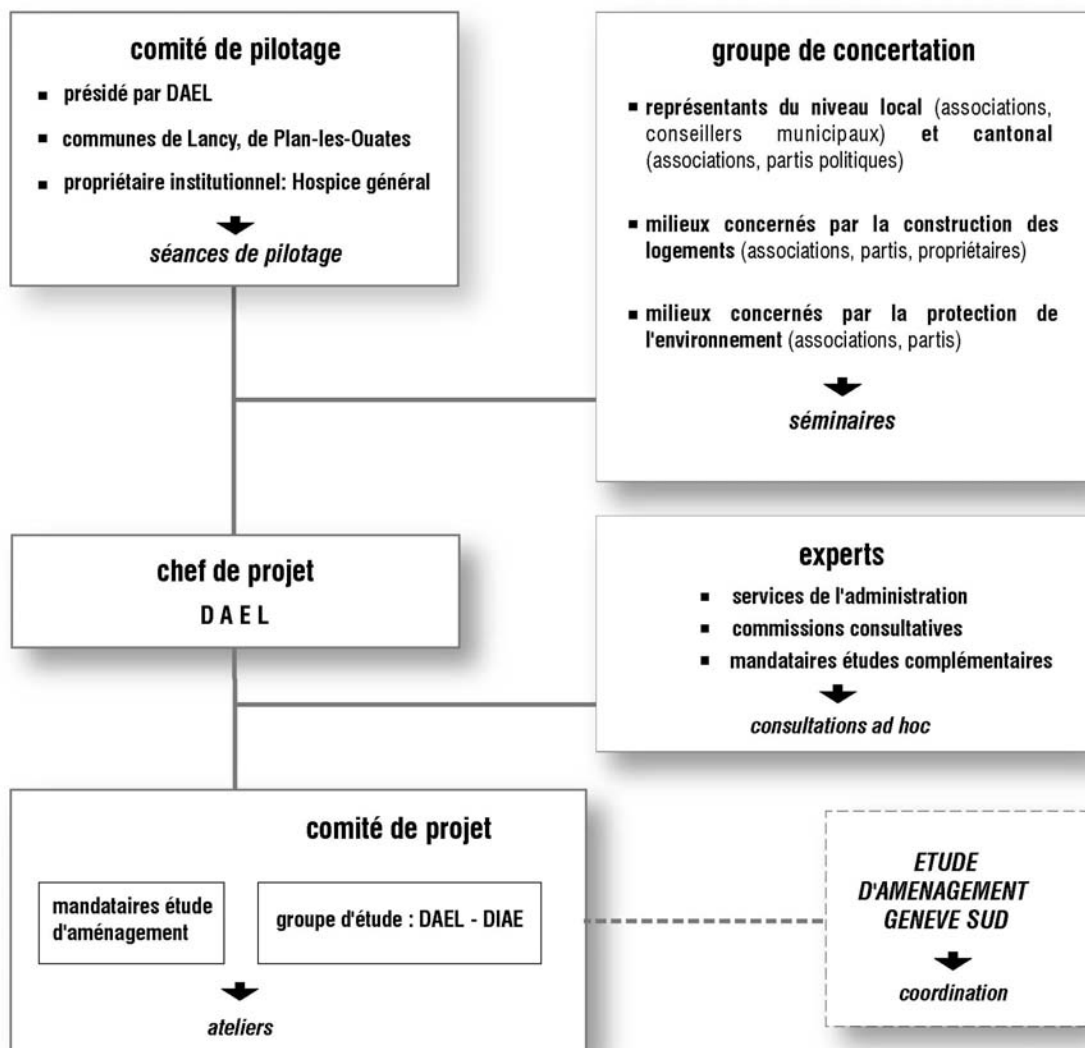 comité de pilotage
▪ présidé par DAEL
▪ communes de Lancy, de Plan-les-Ouates
▪ propriétaire institutionnel: Hospice général
séances de pilotage
groupe de concertation
▪ représentants du niveau local (associations,
conseillers municipaux) et cantonal
(associations, partis politiques)
▪ milieux concernés par la construction des
logements (associations, partis, propriétaires)
▪ milieux concernés par la protection de
l'environnement (associations, partis)
séminaires
chef de projet
D A E L
experts
▪ services de l'administration
▪ commissions consultatives
▪ mandataires études complémentaires
consultations ad hoc
comité de projet
mandataires étude
d'aménagement
groupe d'étude : DAEL - DIAE
ateliers
ETUDE
D'AMENAGEMENT
GENEVE SUD
coordination